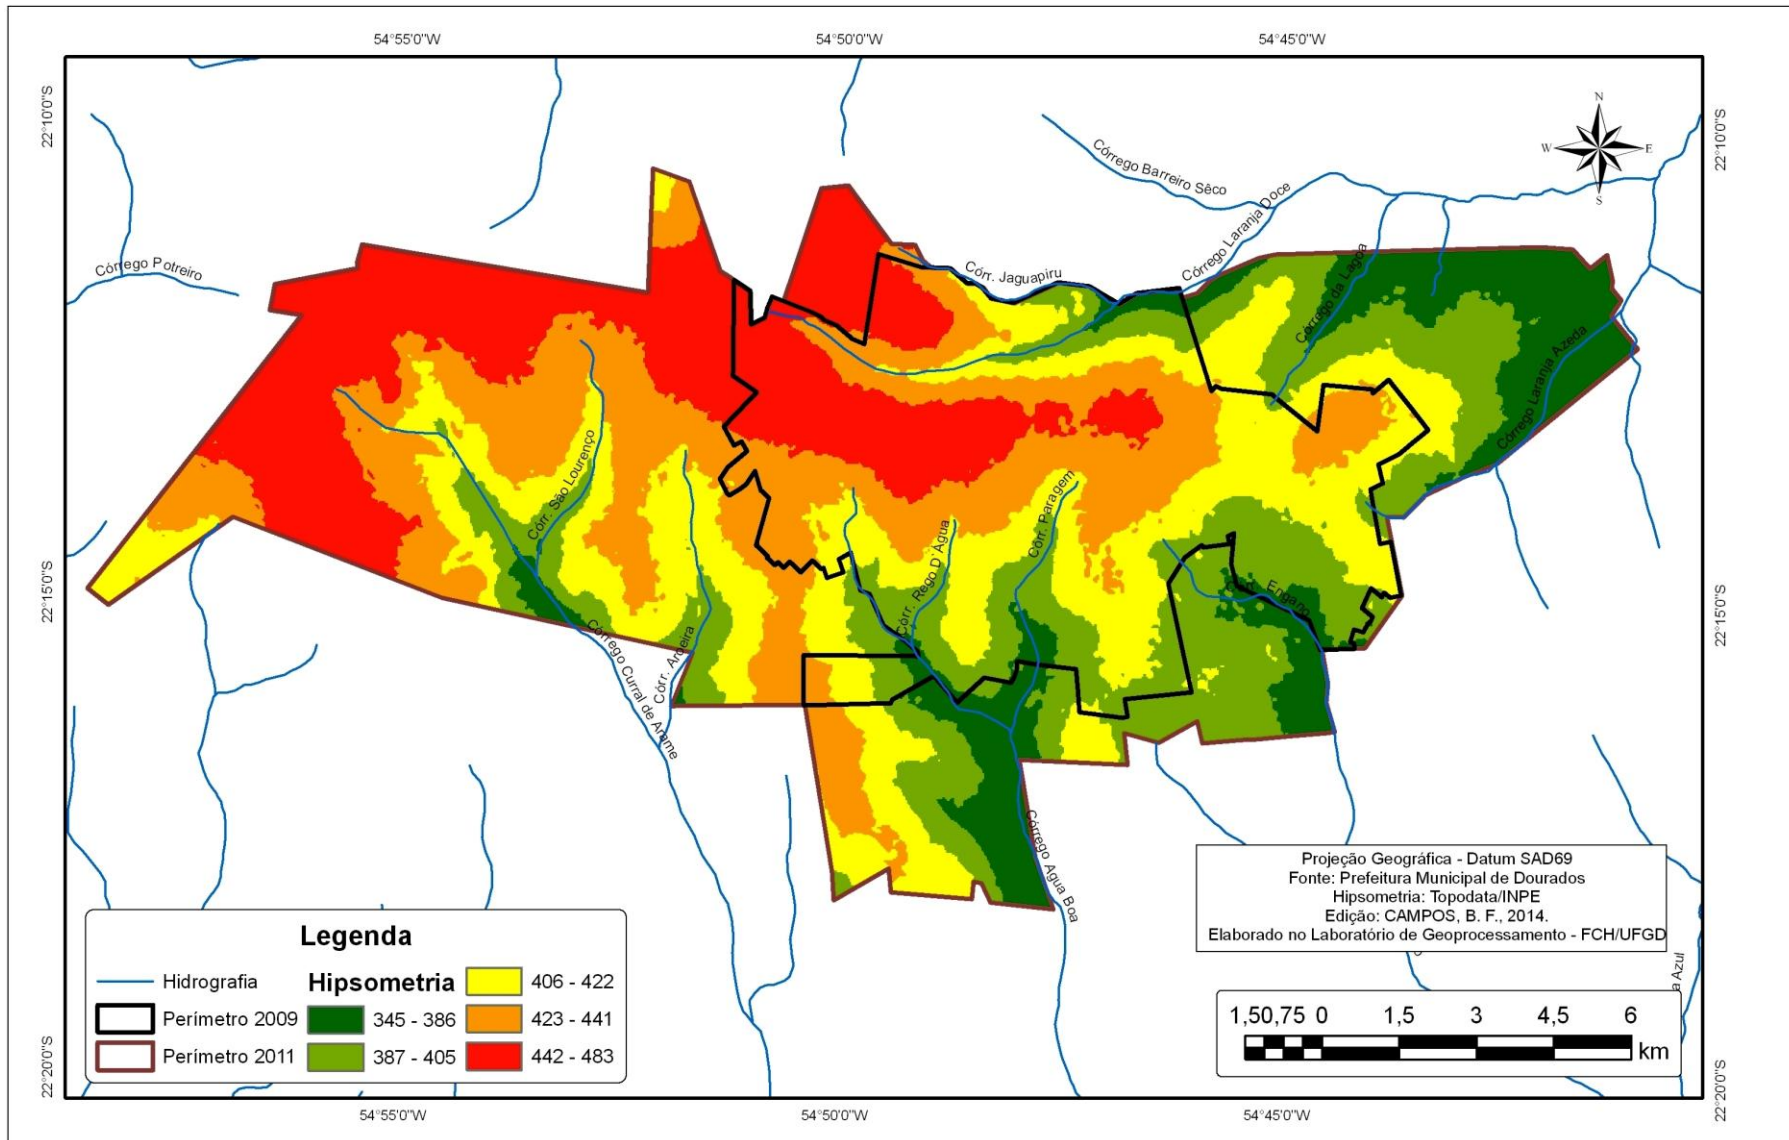 54°55'0"W
54°50'0"W
54°45'0"W
22°10'0"S
22°10'0"S
N
W
E
S
Córrego Barreiro Sêco
Córrego Laranja Doce
Córrego Potreiro
Córr. Jaguapiru
Córrego da Lagoa
Córrego Laranja Azeda
Córr. São Lourenço
Córr. Paragem
Córr. Rego D'Água
Córr. Engano
22°15'0"S
22°15'0"S
Córrego Curral de Arame
Córr. Aroeira
Córrego Agua Boa
Projeção Geográfica - Datum SAD69
Fonte: Prefeitura Municipal de Dourados
Hipsometria: Topodata/INPE
Edição: CAMPOS, B. F., 2014.
Elaborado no Laboratório de Geoprocessamento - FCH/UFGD
a Azul
Legenda
Hidrografia
Perímetro 2009
Perímetro 2011
Hipsometria
345 - 386
387 - 405
406 - 422
423 - 441
442 - 483
1,50,75 0 1,5 3 4,5 6
km
22°20'0"S
22°20'0"S
54°55'0"W
54°50'0"W
54°45'0"W